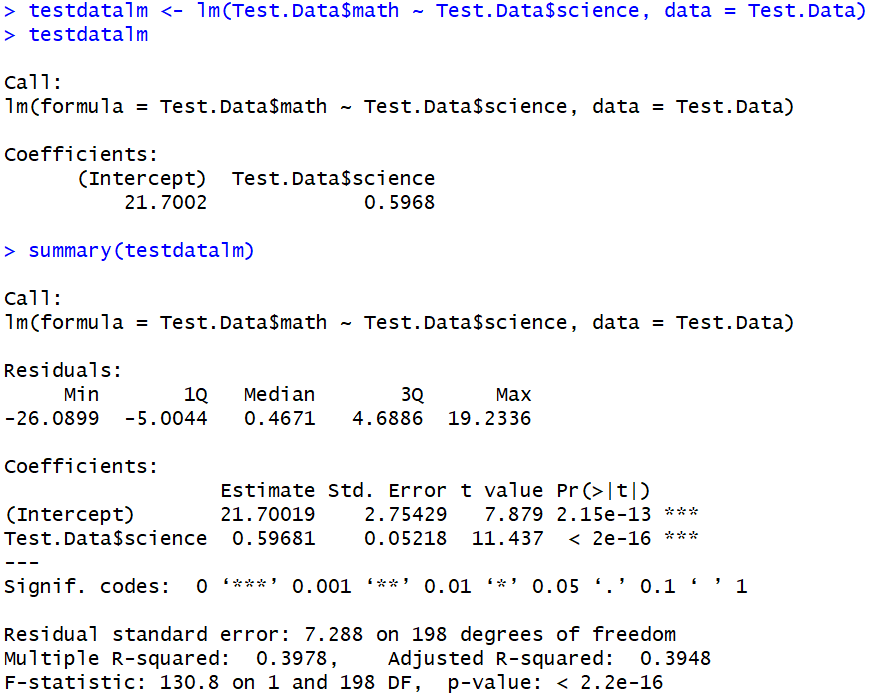 > testdatalm <- lm(Test.Data$math ~ Test.Data$science, data = Test.Data)
> testdatalm
Call:
lm(formula = Test.Data$math ~ Test.Data$science, data = Test.Data)
Coefficients:
      (Intercept)  Test.Data$science
          21.7002             0.5968
> summary(testdatalm)
Call:
lm(formula = Test.Data$math ~ Test.Data$science, data = Test.Data)
Residuals:
     Min       1Q   Median       3Q      Max
-26.0899  -5.0044   0.4671   4.6886  19.2336
Coefficients:
                  Estimate Std. Error t value Pr(>|t|)
(Intercept)       21.70019    2.75429   7.879 2.15e-13 ***
Test.Data$science  0.59681    0.05218  11.437  < 2e-16 ***
---
Signif. codes:  0 ‘***’ 0.001 ‘**’ 0.01 ‘*’ 0.05 ‘.’ 0.1 ‘ ’ 1
Residual standard error: 7.288 on 198 degrees of freedom
Multiple R-squared:  0.3978,    Adjusted R-squared:  0.3948
F-statistic: 130.8 on 1 and 198 DF,  p-value: < 2.2e-16